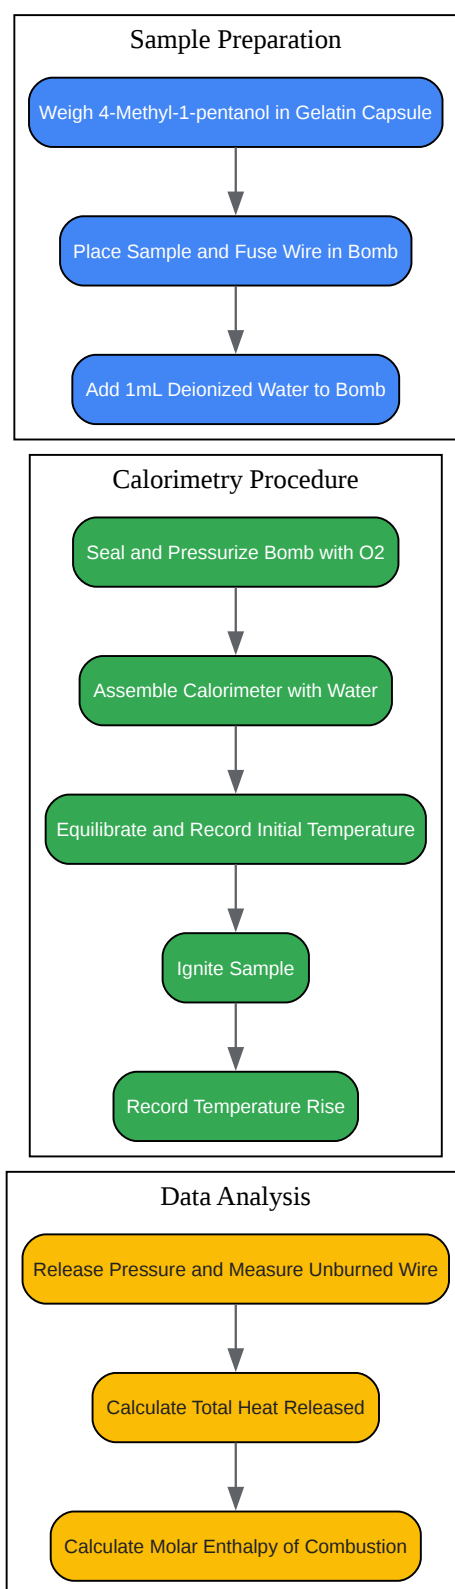 Sample Preparation
Weigh 4-Methyl-1-pentanol in Gelatin Capsule
Place Sample and Fuse Wire in Bomb
Add 1mL Deionized Water to Bomb
Calorimetry Procedure
Seal and Pressurize Bomb with O2
Assemble Calorimeter with Water
Equilibrate and Record Initial Temperature
Ignite Sample
Record Temperature Rise
Data Analysis
Release Pressure and Measure Unburned Wire
Calculate Total Heat Released
Calculate Molar Enthalpy of Combustion